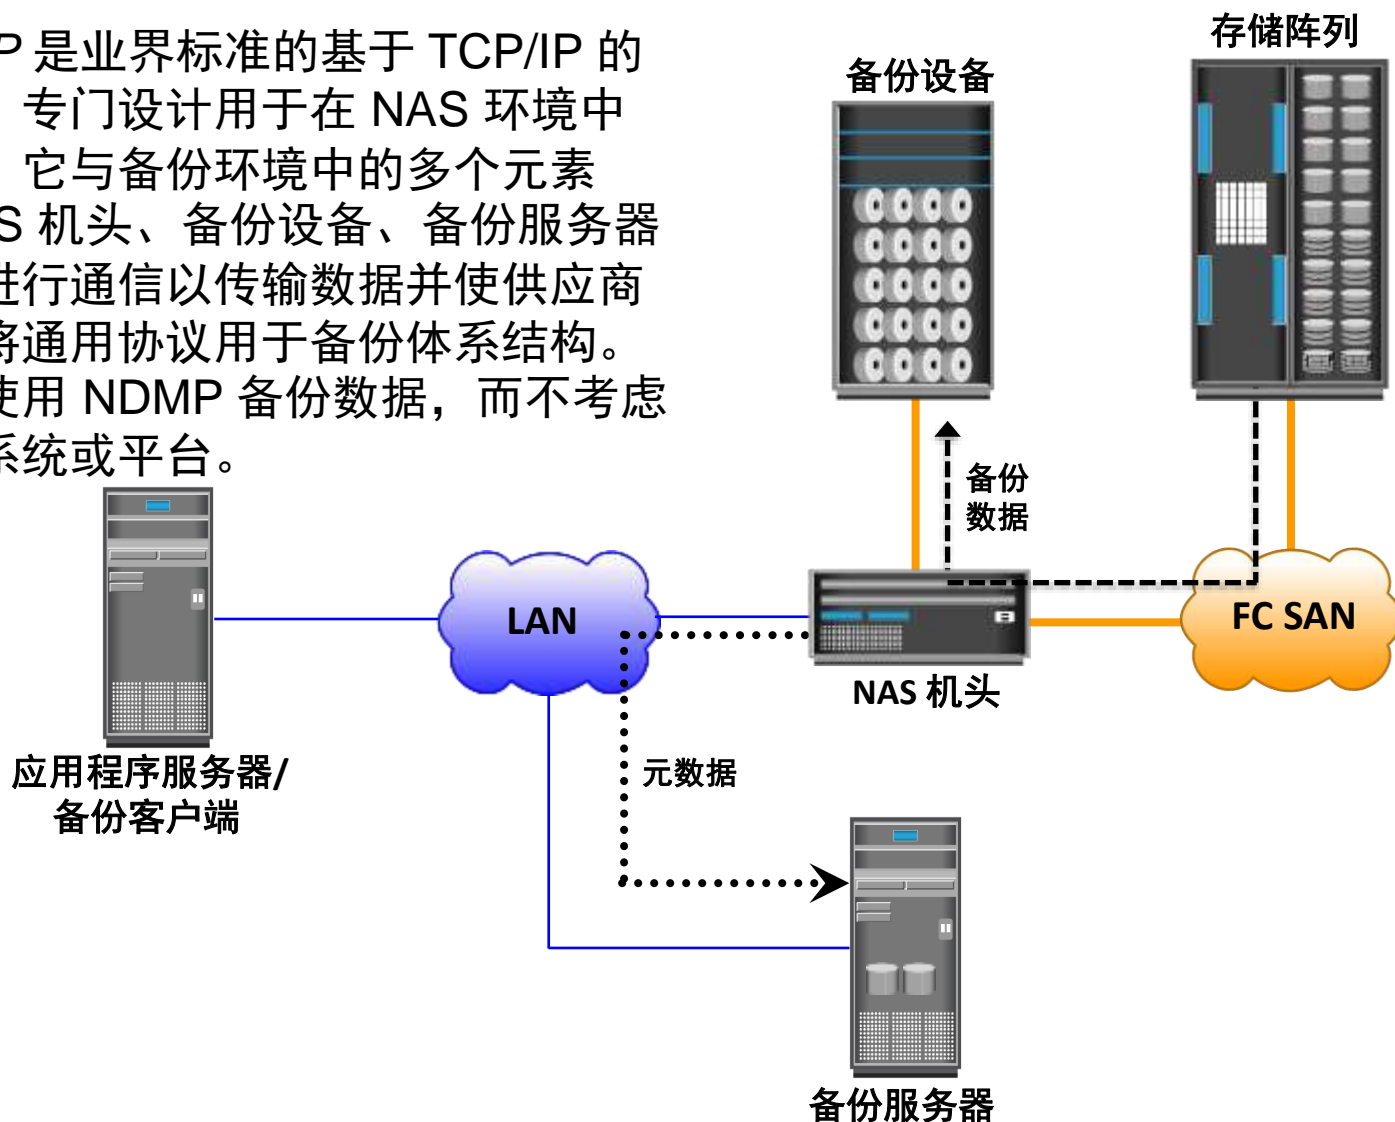 P 是业界标准的基于 TCP/IP 的
，专门设计用于在 NAS 环境中
，它与备份环境中的多个元素
S 机头、备份设备、备份服务器
进行通信以传输数据并使供应商
将通用协议用于备份体系结构。
使用 NDMP 备份数据，而不考虑
系统或平台。
备份设备
存储阵列
备份
数据
LAN
FC SAN
NAS 机头
应用程序服务器/
备份客户端
元数据
备份服务器